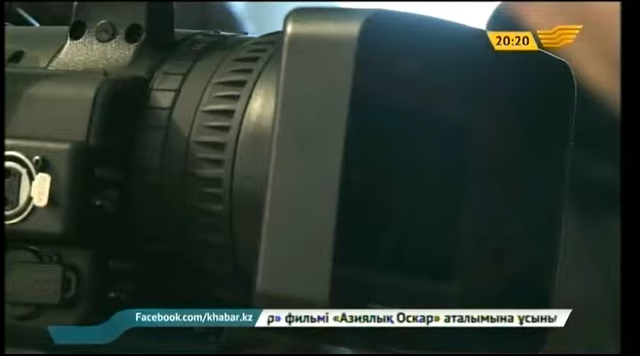 20:20
Facebook.com/khabar.kz
р» фильмі «Азиялық Оскар» аталымына ұсыны